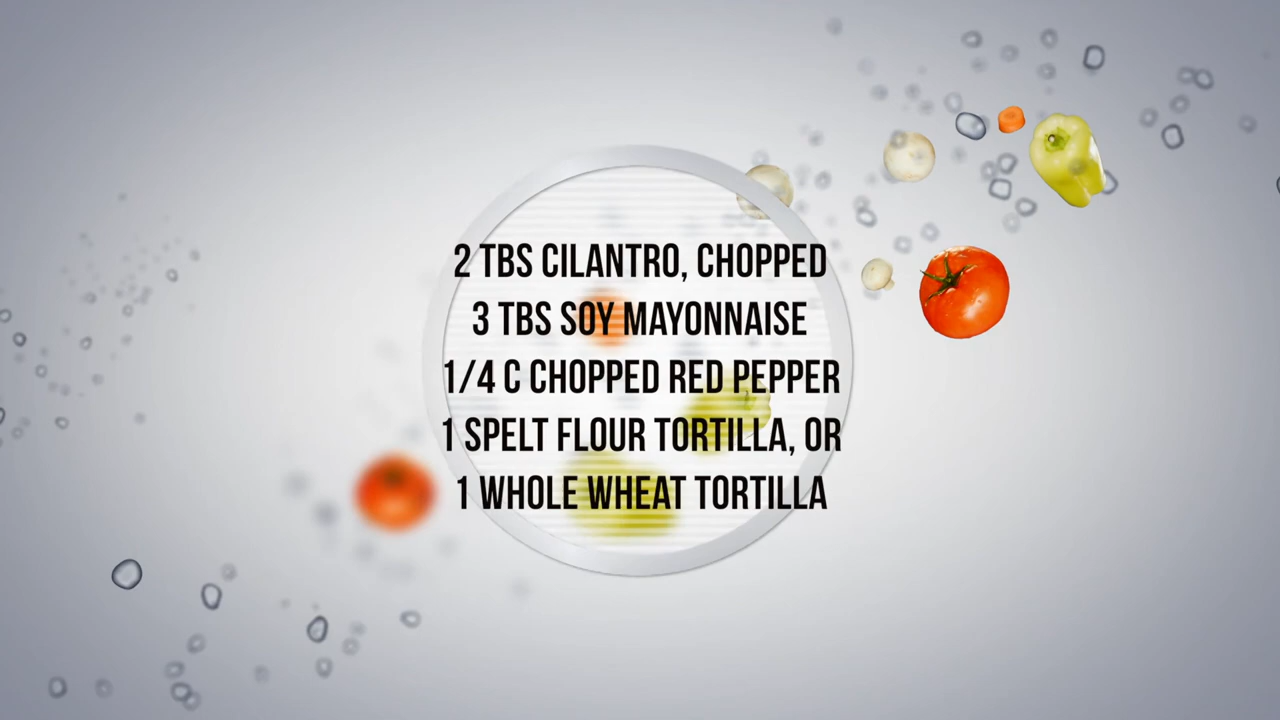 2 TBS CILANTRO, CHOPPED
3 TBS SOY MAYONNAISE
1/4 C CHOPPED RED PEPPER
1 SPELT FLOUR TORTILLA, OR
1 WHOLE WHEAT TORTILLA